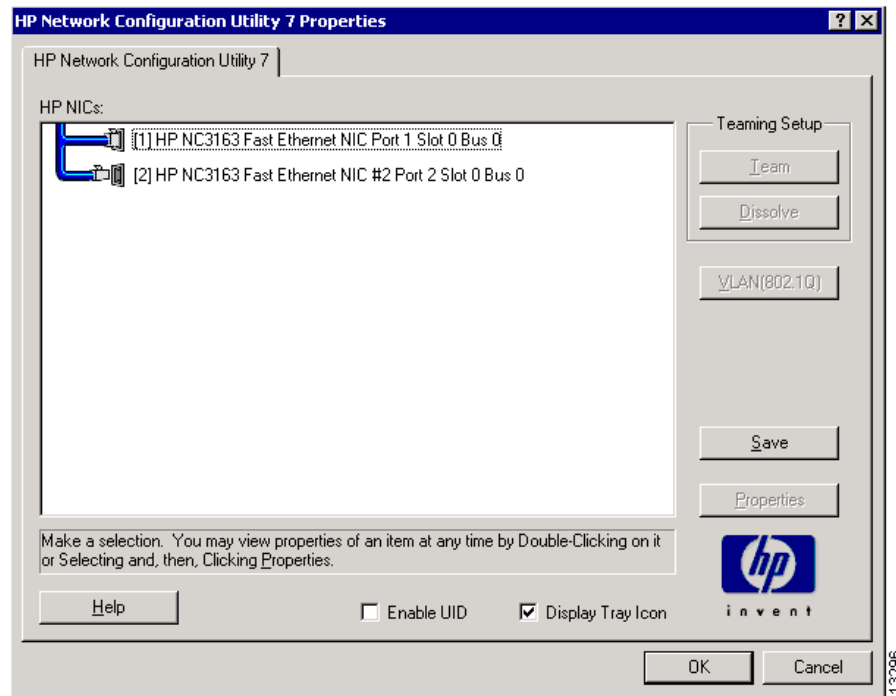 HP Network Configuration Utility 7 Properties
HP Network Configuration Utility 7
HP NICs:
[1] HP NC3163 Fast Ethernet NIC Port 1 Slot 0 Bus 0
[2] HP NC3163 Fast Ethernet NIC #2 Port 2 Slot 0 Bus 0
Teaming Setup
Team
Dissolve
VLAN(802.1Q)
Save
Properties
Make a selection. You may view properties of an item at any time by Double-Clicking on it
or Selecting and, then, Clicking Properties.
hp
invent
Help
Enable UID
Display Tray Icon
OK
Cancel